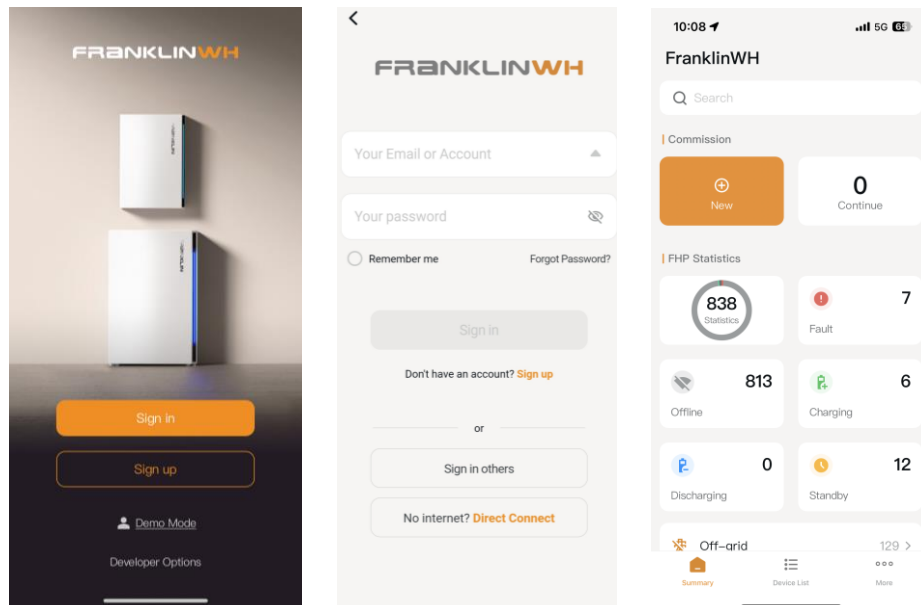 FRANKLINWH
Sign in
Sign up
Demo Mode
Developer Options
FRANKLINWH
Your Email or Account
Your password
Remember me
Forgot Password?
Sign in
Don't have an account? Sign up
or
Sign in others
No internet? Direct Connect
10:08
5G
FranklinWH
Search
Commission
New
0
Continue
FHP Statistics
838
Statistics
7
Fault
813
Offline
6
Charging
0
Discharging
12
Standby
Off-grid
129 >
Summary
Device List
More